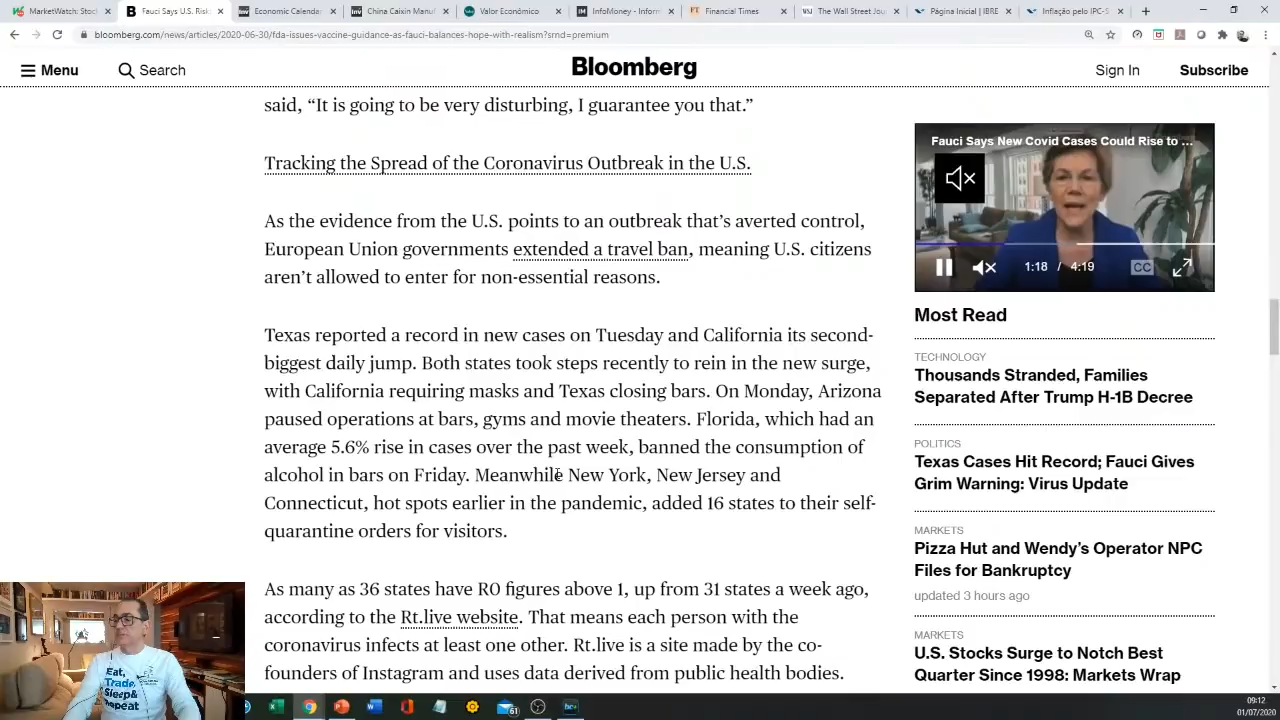 MarketWatch: Stoc
Fauci Says U.S. Risk
Economic Calendar
China Caixin Manuf
Valor Econômico
InfoMoney - Inform
Financial Times
The Wall Street Jou
Página Inicial | IBRE
Inflação pelo IPC-S
bloomberg.com/news/articles/2020-06-30/fda-issues-vaccine-guidance-as-fauci-balances-hope-with-realism?srnd=premium
Menu
Search
Bloomberg
Sign In
Subscribe
said, “It is going to be very disturbing, I guarantee you that.”
Tracking the Spread of the Coronavirus Outbreak in the U.S.
As the evidence from the U.S. points to an outbreak that’s averted control,
European Union governments extended a travel ban, meaning U.S. citizens
aren’t allowed to enter for non-essential reasons.
Texas reported a record in new cases on Tuesday and California its second-
biggest daily jump. Both states took steps recently to rein in the new surge,
with California requiring masks and Texas closing bars. On Monday, Arizona
paused operations at bars, gyms and movie theaters. Florida, which had an
average 5.6% rise in cases over the past week, banned the consumption of
alcohol in bars on Friday. Meanwhile New York, New Jersey and
Connecticut, hot spots earlier in the pandemic, added 16 states to their self-
quarantine orders for visitors.
As many as 36 states have R0 figures above 1, up from 31 states a week ago,
according to the Rt.live website. That means each person with the
coronavirus infects at least one other. Rt.live is a site made by the co-
founders of Instagram and uses data derived from public health bodies.
Fauci Says New Covid Cases Could Rise to ...
1:18 / 4:19
CC
Most Read
TECHNOLOGY
Thousands Stranded, Families
Separated After Trump H-1B Decree
POLITICS
Texas Cases Hit Record; Fauci Gives
Grim Warning: Virus Update
MARKETS
Pizza Hut and Wendy’s Operator NPC
Files for Bankruptcy
updated 3 hours ago
MARKETS
U.S. Stocks Surge to Notch Best
Quarter Since 1998: Markets Wrap
Eat,
Trade,
Sleep&
Repeat
61
09:12
01/07/2020